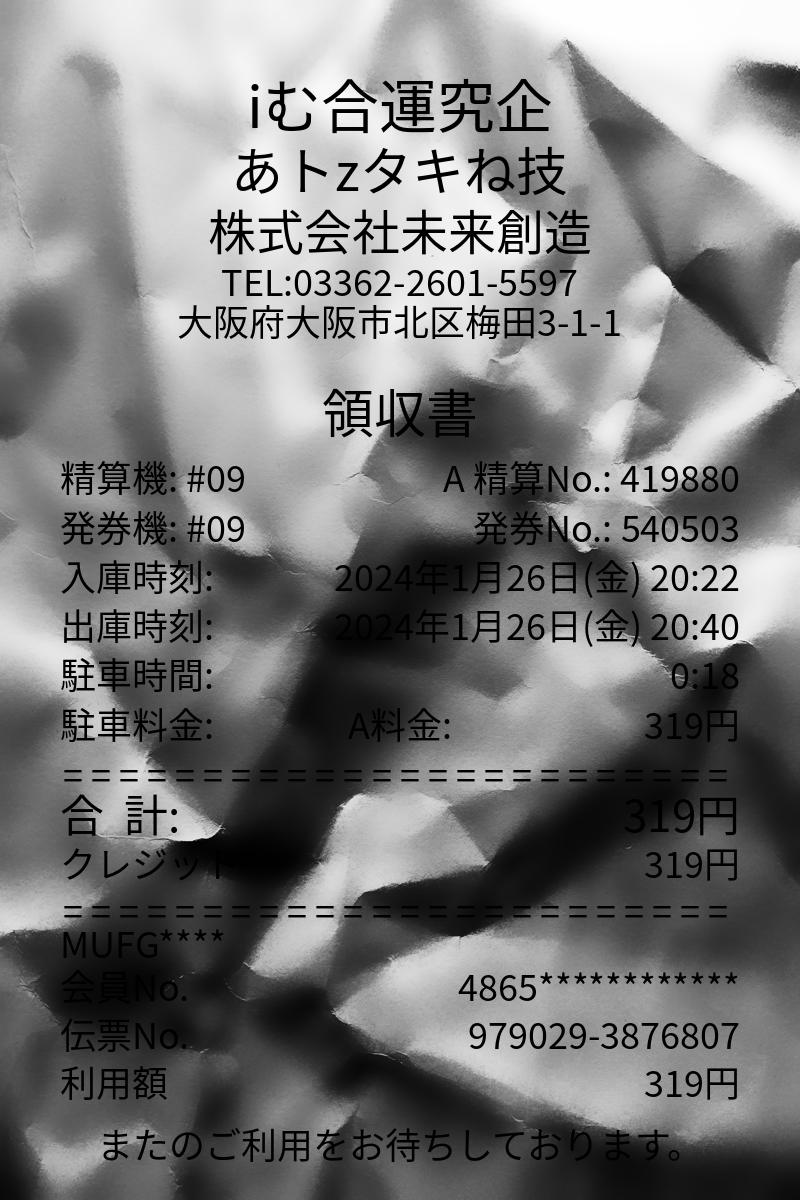 iむ合運究企
あトzタキね技
株式会社未来創造
TEL:03362-2601-5597
大阪府大阪市北区梅田3-1-1
領収書
精算機: #09 A 精算No.: 419880
発券機: #09 発券No.: 540503
入庫時刻: 2024年1月26日(金) 20:22
出庫時刻: 2024年1月26日(金) 20:40
駐車時間: 0:18
駐車料金: A料金: 319円
========================
合 計: 319円
クレジット 319円
========================
MUFG****
会員No. 4865************
伝票No. 979029-3876807
利用額 319円
またのご利用をお待ちしております。